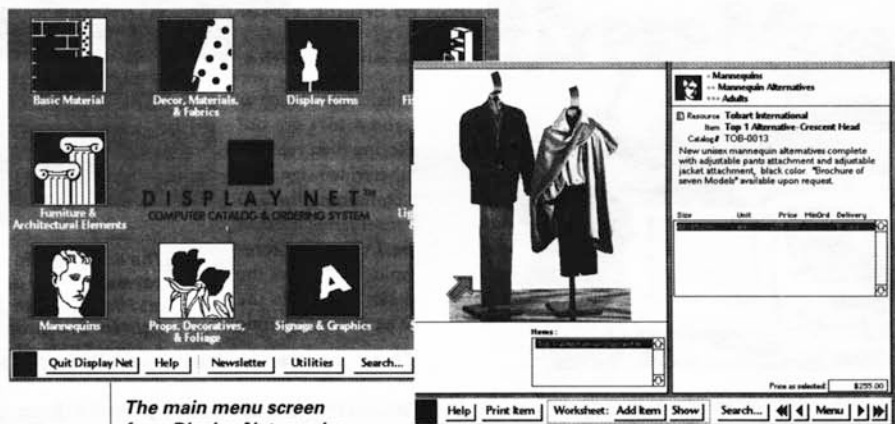 Basic Material
Decor, Materials,
& Fabrics
Display Forms
Furniture &
Architectural Elements
DISPLAY NET™
COMPUTER CATALOG & ORDERING SYSTEM
Mannequins
Props, Decoratives,
& Foliage
Signage & Graphics
Quit Display Net
Help
Newsletter
Utilities
Search...
Mannequins
Mannequin Alternatives
Adults
Resource Tobart International
Item Top 1 Alternative-Crescent Head
Catalog# TOB-0013
New unisex mannequin alternatives complete
with adjustable pants attachment and adjustable
jacket attachment, black color "Brochure of
seven Models" available upon request.
Size Unit Price MinOrd Delivery
Items:
Price as selected: $255.00
Help Print Item Worksheet: Add Item Show Search... Menu
The main menu screen